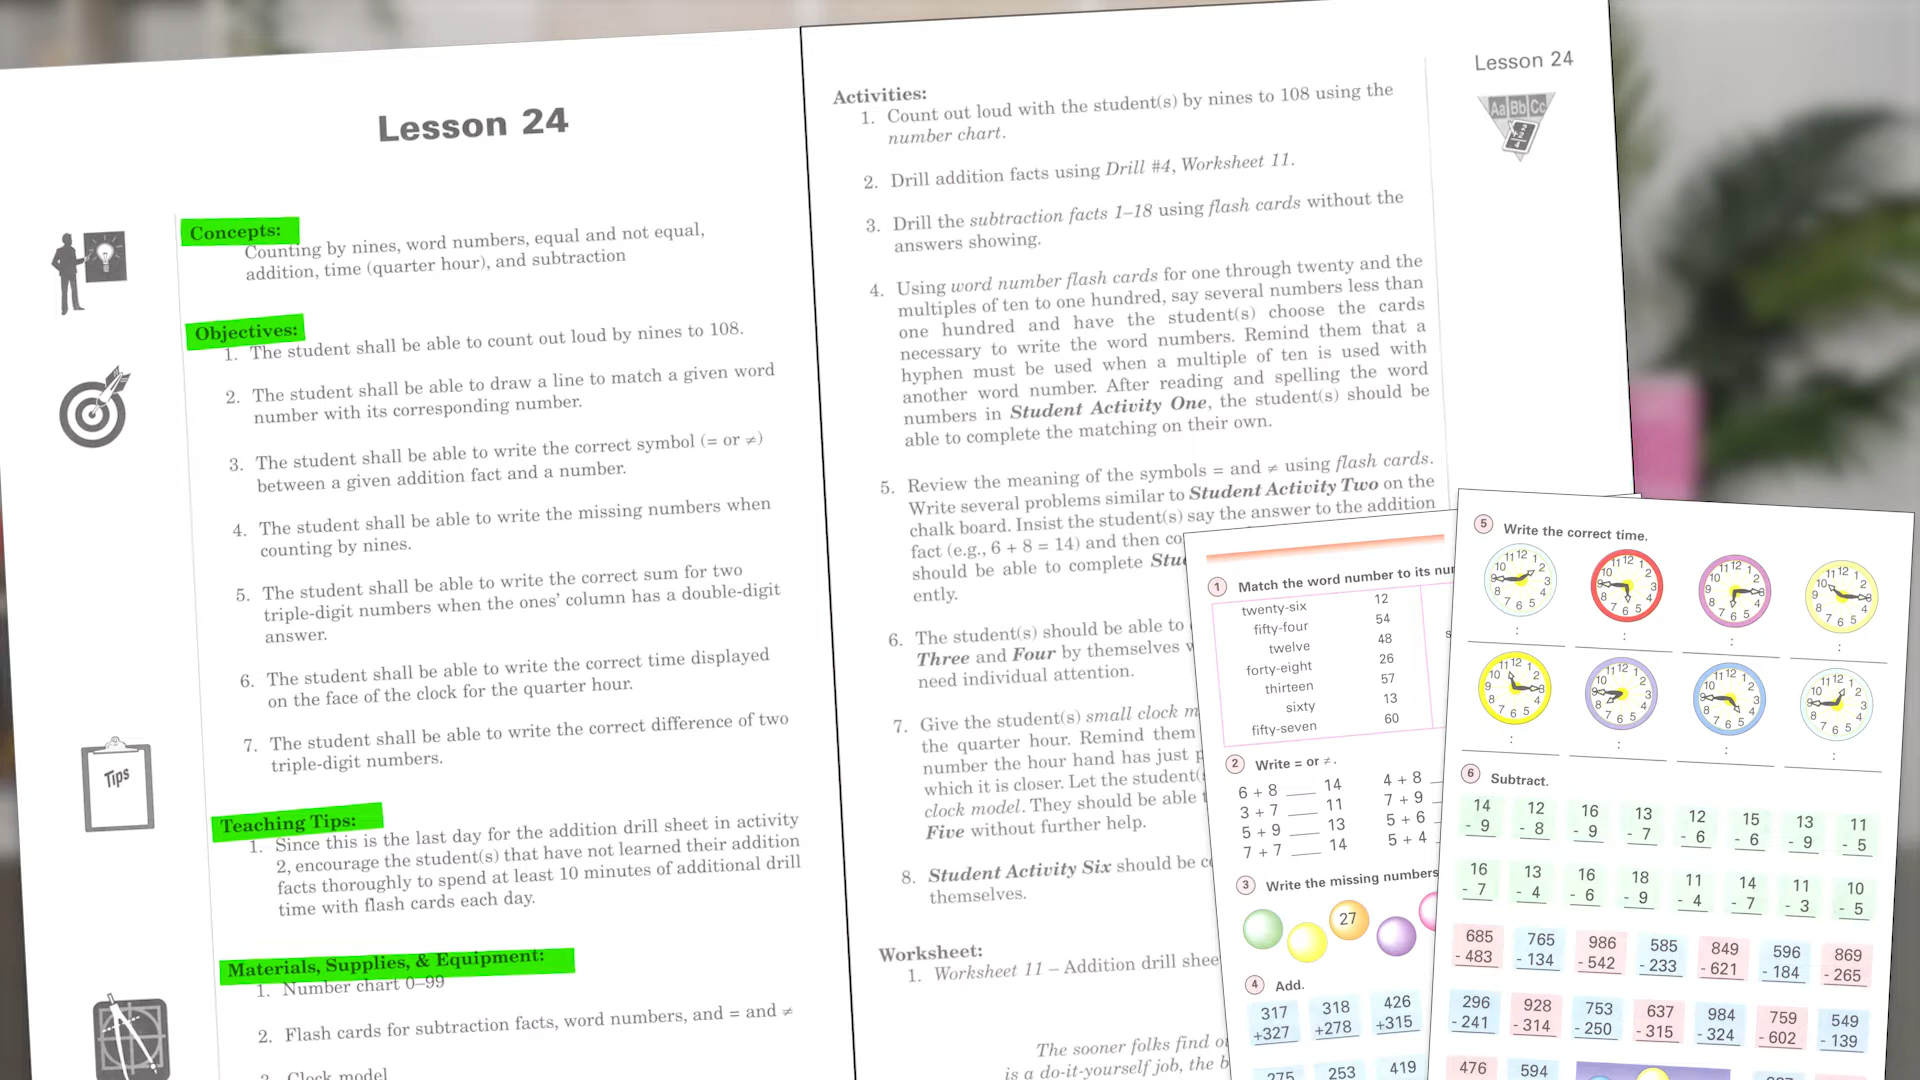 Lesson 24
Concepts:
Counting by nines, word numbers, equal and not equal,
addition, time (quarter hour), and subtraction
Objectives:
1. The student shall be able to count out loud by nines to 108.
2. The student shall be able to draw a line to match a given word
number with its corresponding number.
3. The student shall be able to write the correct symbol (= or ≠)
between a given addition fact and a number.
4. The student shall be able to write the missing numbers when
counting by nines.
5. The student shall be able to write the correct sum for two
triple-digit numbers when the ones' column has a double-digit
answer.
6. The student shall be able to write the correct time displayed
on the face of the clock for the quarter hour.
7. The student shall be able to write the correct difference of two
triple-digit numbers.
Tips
Teaching Tips:
1. Since this is the last day for the addition drill sheet in activity
2, encourage the student(s) that have not learned their addition
facts thoroughly to spend at least 10 minutes of additional drill
time with flash cards each day.
Materials, Supplies, & Equipment:
1. Number chart 0–99
2. Flash cards for subtraction facts, word numbers, and = and ≠
3. Clock model
Lesson 24
Aa Bb Cc
Activities:
1. Count out loud with the student(s) by nines to 108 using the
number chart.
2. Drill addition facts using Drill #4, Worksheet 11.
3. Drill the subtraction facts 1–18 using flash cards without the
answers showing.
4. Using word number flash cards for one through twenty and the
multiples of ten to one hundred, say several numbers less than
one hundred and have the student(s) choose the cards
necessary to write the word numbers. Remind them that a
hyphen must be used when a multiple of ten is used with
another word number. After reading and spelling the word
numbers in Student Activity One, the student(s) should be
able to complete the matching on their own.
5. Review the meaning of the symbols = and ≠ using flash cards.
Write several problems similar to Student Activity Two on the
chalk board. Insist the student(s) say the answer to the addition
fact (e.g., 6 + 8 = 14) and then co
should be able to complete Stu
ently.
6. The student(s) should be able to
Three and Four by themselves
need individual attention.
7. Give the student(s) small clock m
the quarter hour. Remind them
number the hour hand has just
which it is closer. Let the student(
clock model. They should be able
Five without further help.
8. Student Activity Six should be c
themselves.
Worksheet:
1. Worksheet 11 – Addition drill shee
The sooner folks find o
is a do-it-yourself job, the b
1 Match the word number to its nu
twenty-six 12
fifty-four 54
twelve 48
forty-eight 26
thirteen 57
sixty 13
fifty-seven 60
2 Write = or ≠.
6 + 8 ___ 14 4 + 8
3 + 7 ___ 11 7 + 9
5 + 9 ___ 13 5 + 6
7 + 7 ___ 14 5 + 4
3 Write the missing numbers
27
4 Add.
317 318 426
+327 +278 +315
275 253 419
5 Write the correct time.
: : : :
: : : :
6 Subtract.
14 12 16 13 12 15 13 11
- 9 - 8 - 9 - 7 - 6 - 6 - 9 - 5
16 13 16 18 11 14 11 10
- 7 - 4 - 6 - 9 - 4 - 7 - 3 - 5
685 765 986 585 849 596 869
- 483 - 134 - 542 - 233 - 621 - 184 - 265
296 928 753 637 984 759 549
- 241 - 314 - 250 - 315 - 324 - 602 - 139
476 594